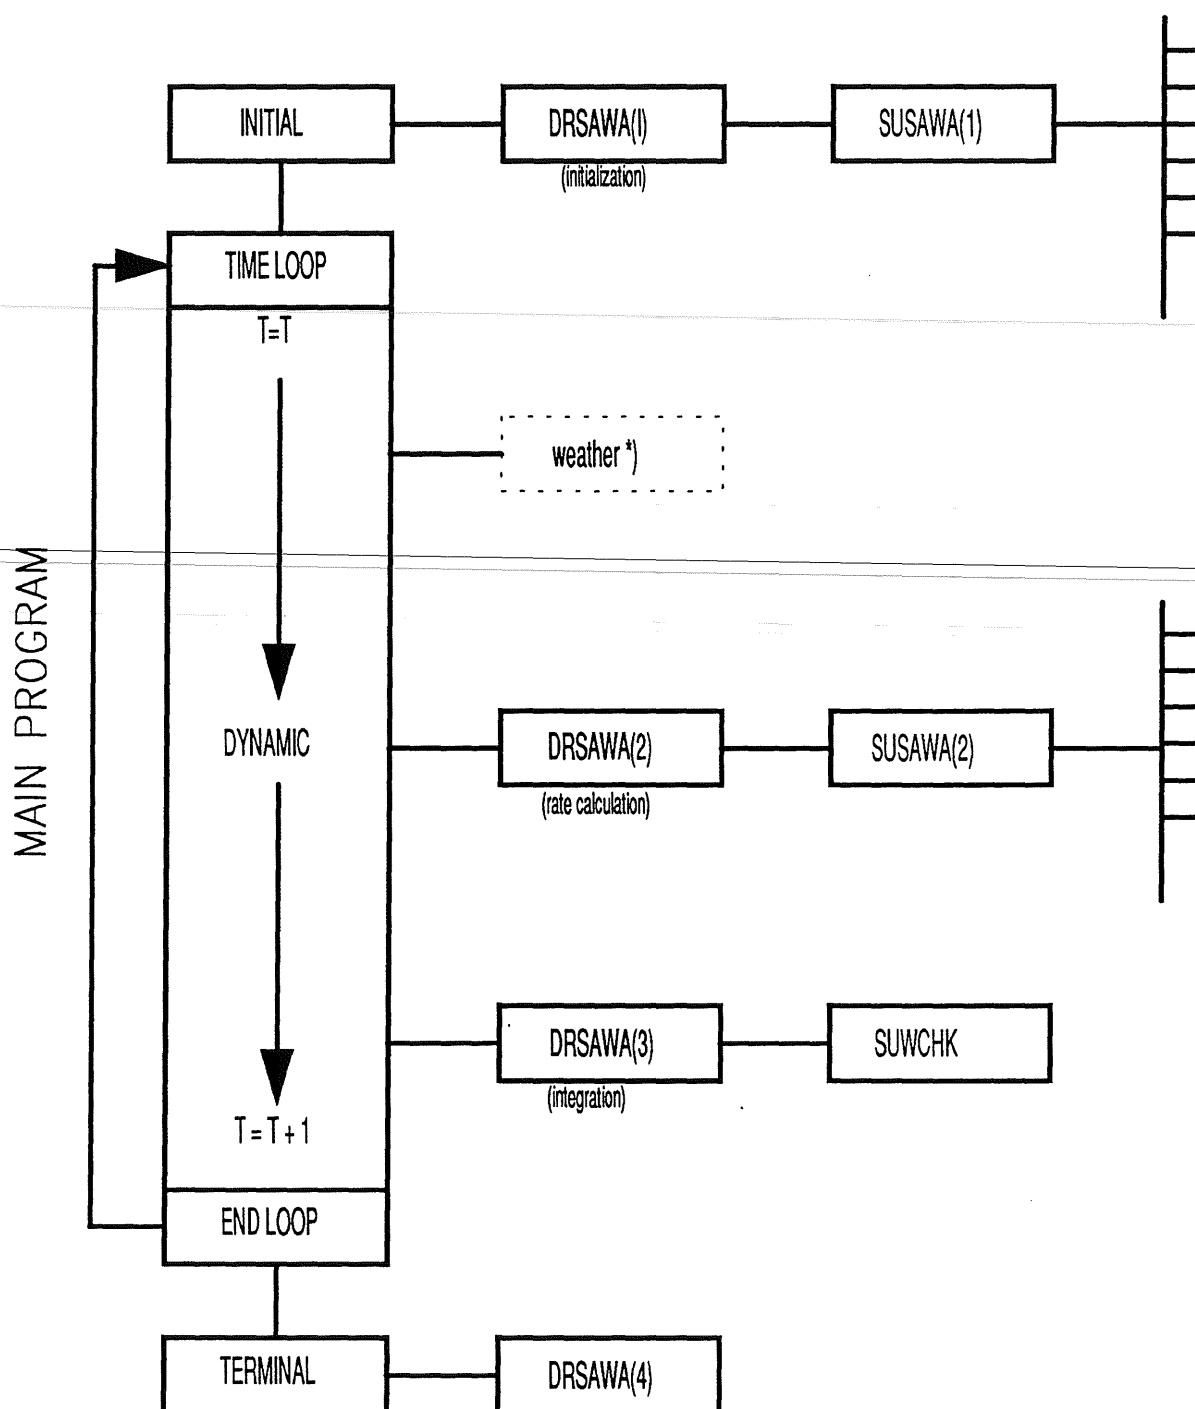 INITIAL
DRSAWA(I)
SUSAWA(1)
(initialization)
TIME LOOP
T=T
weather *)
MAIN PROGRAM
DYNAMIC
DRSAWA(2)
SUSAWA(2)
(rate calculation)
DRSAWA(3)
SUWCHK
(integration)
T = T + 1
END LOOP
TERMINAL
DRSAWA(4)